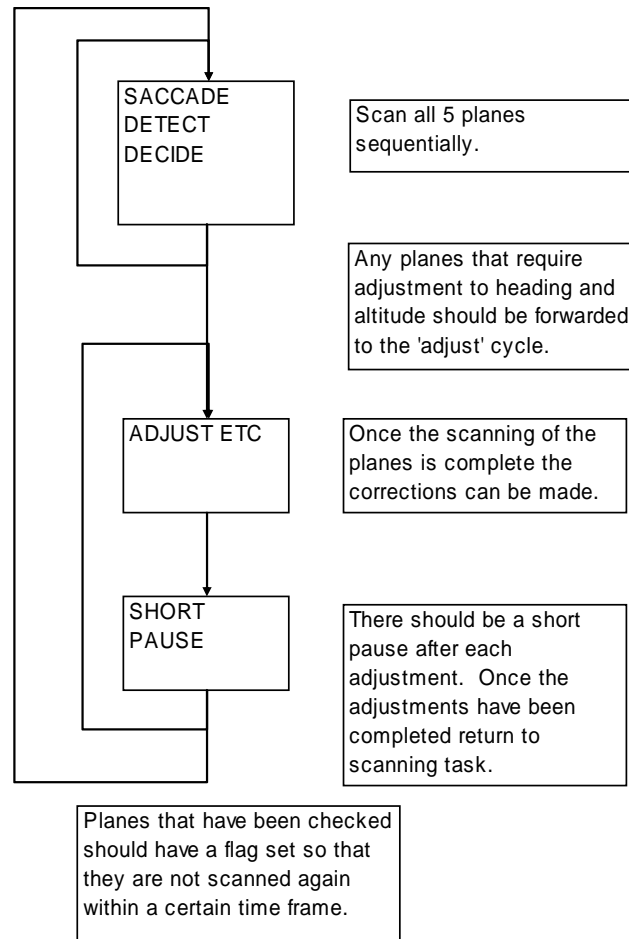 SACCADE
DETECT
DECIDE
Scan all 5 planes
sequentially.
Any planes that require
adjustment to heading and
altitude should be forwarded
to the 'adjust' cycle.
ADJUST ETC
Once the scanning of the
planes is complete the
corrections can be made.
SHORT
PAUSE
There should be a short
pause after each
adjustment. Once the
adjustments have been
completed return to
scanning task.
Planes that have been checked
should have a flag set so that
they are not scanned again
within a certain time frame.